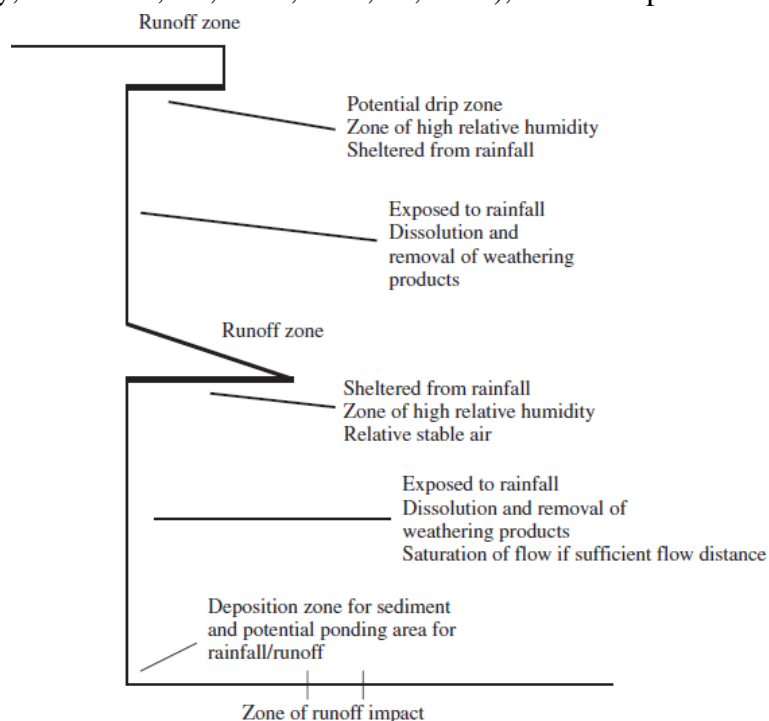 Runoff zone
Potential drip zone
Zone of high relative humidity
Sheltered from rainfall
Exposed to rainfall
Dissolution and
removal of weathering
products
Runoff zone
Sheltered from rainfall
Zone of high relative humidity
Relative stable air
Exposed to rainfall
Dissolution and removal of
weathering products
Saturation of flow if sufficient flow distance
Deposition zone for sediment
and potential ponding area for
rainfall/runoff
Zone of runoff impact